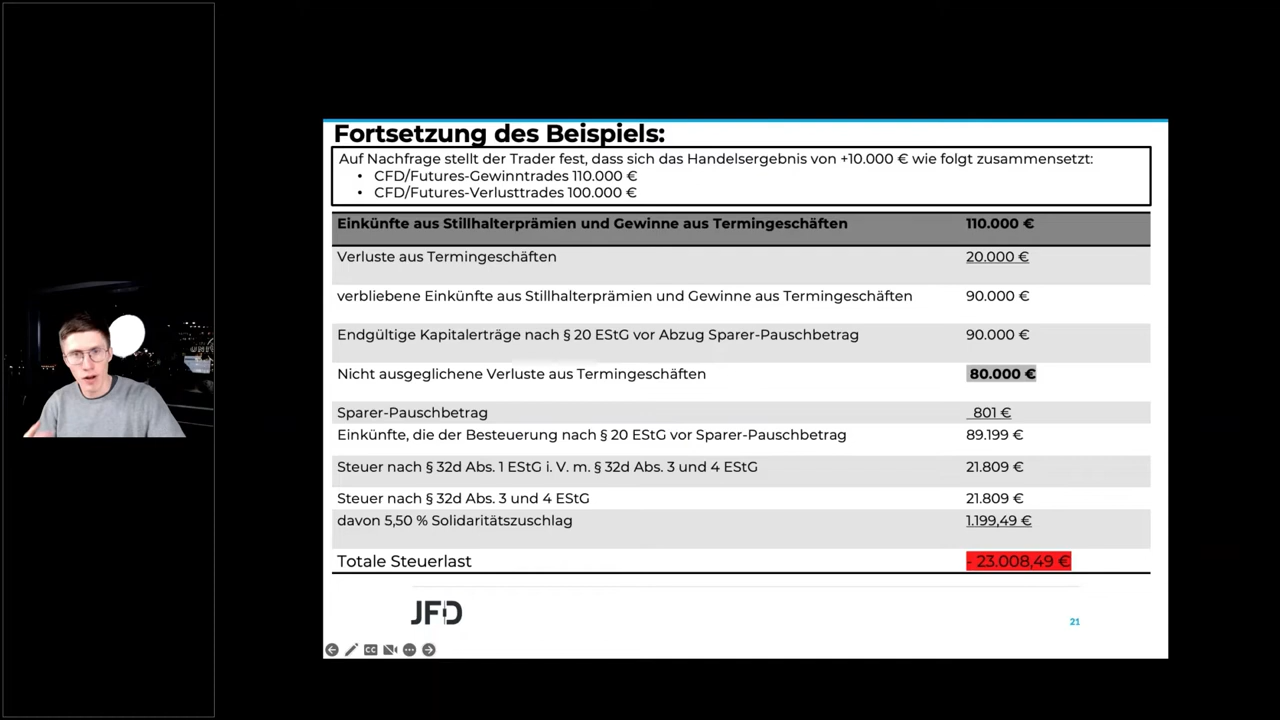 Fortsetzung des Beispiels:
Auf Nachfrage stellt der Trader fest, dass sich das Handelsergebnis von +10.000 € wie folgt zusammensetzt:
• CFD/Futures-Gewinntrades 110.000 €
• CFD/Futures-Verlusttrades 100.000 €
Einkünfte aus Stillhalterprämien und Gewinne aus Termingeschäften 110.000 €
Verluste aus Termingeschäften 20.000 €
verbliebene Einkünfte aus Stillhalterprämien und Gewinne aus Termingeschäften 90.000 €
Endgültige Kapitalerträge nach § 20 EStG vor Abzug Sparer-Pauschbetrag 90.000 €
Nicht ausgeglichene Verluste aus Termingeschäften 80.000 €
Sparer-Pauschbetrag 801 €
Einkünfte, die der Besteuerung nach § 20 EStG vor Sparer-Pauschbetrag 89.199 €
Steuer nach § 32d Abs. 1 EStG i. V. m. § 32d Abs. 3 und 4 EStG 21.809 €
Steuer nach § 32d Abs. 3 und 4 EStG 21.809 €
davon 5,50 % Solidaritätszuschlag 1.199,49 €
Totale Steuerlast - 23.008,49 €
JFD
21
CC